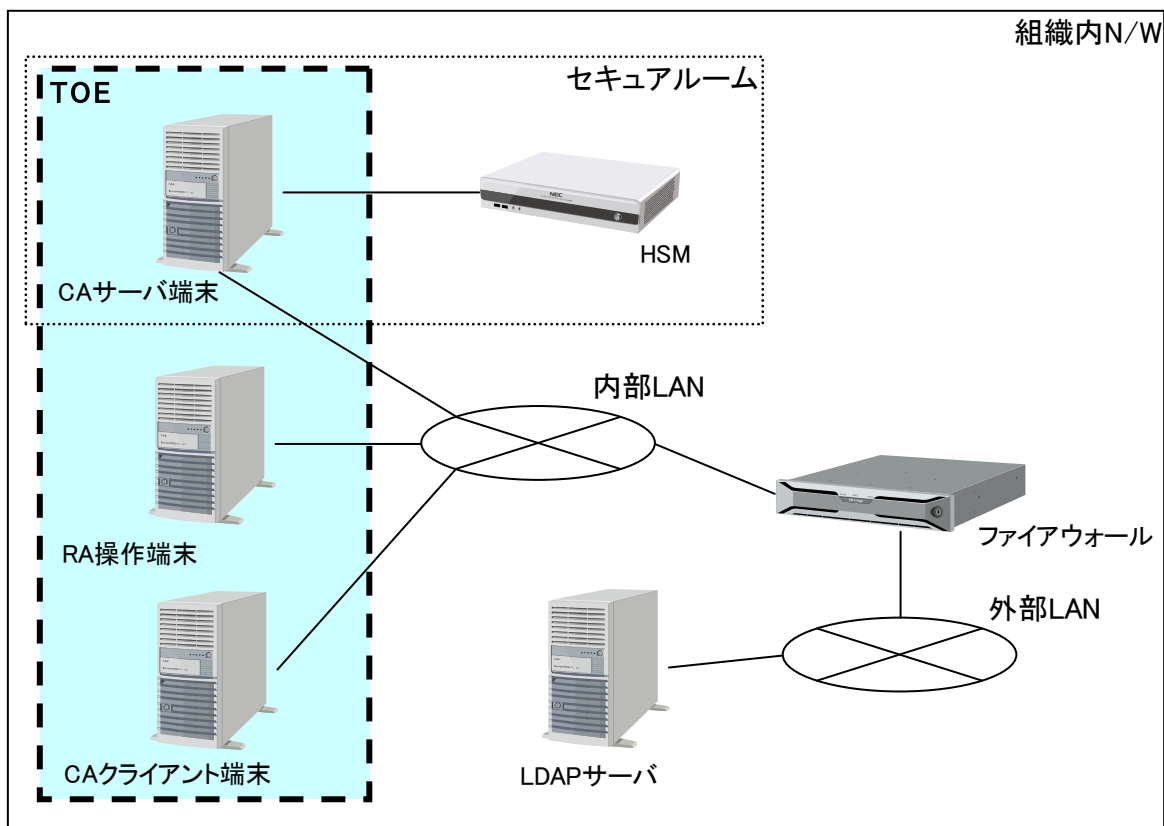 組織内N/W
セキュアルーム
TOE
NEC
HSM
CAサーバ端末
内部LAN
RA操作端末
ファイアウォール
外部LAN
CAクライアント端末
LDAPサーバ